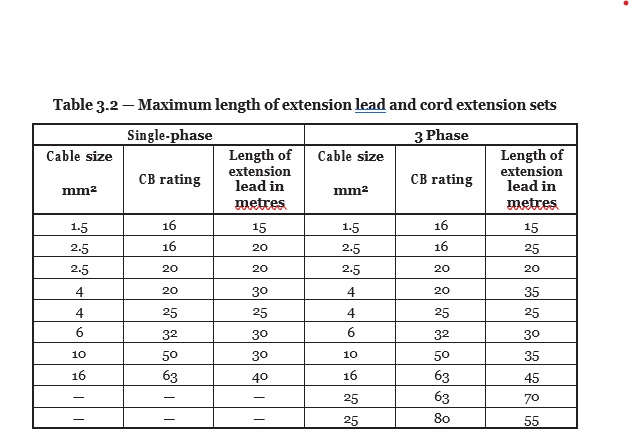 Table 3.2 — Maximum length of extension lead and cord extension sets
Single-phase 3 Phase
Cable size mm² CB rating Length of extension lead in metres Cable size mm² CB rating Length of extension lead in metres
1.5 16 15 1.5 16 15
2.5 16 20 2.5 16 25
2.5 20 20 2.5 20 20
4 20 30 4 20 35
4 25 25 4 25 25
6 32 30 6 32 30
10 50 30 10 50 35
16 63 40 16 63 45
— — — 25 63 70
— — — 25 80 55